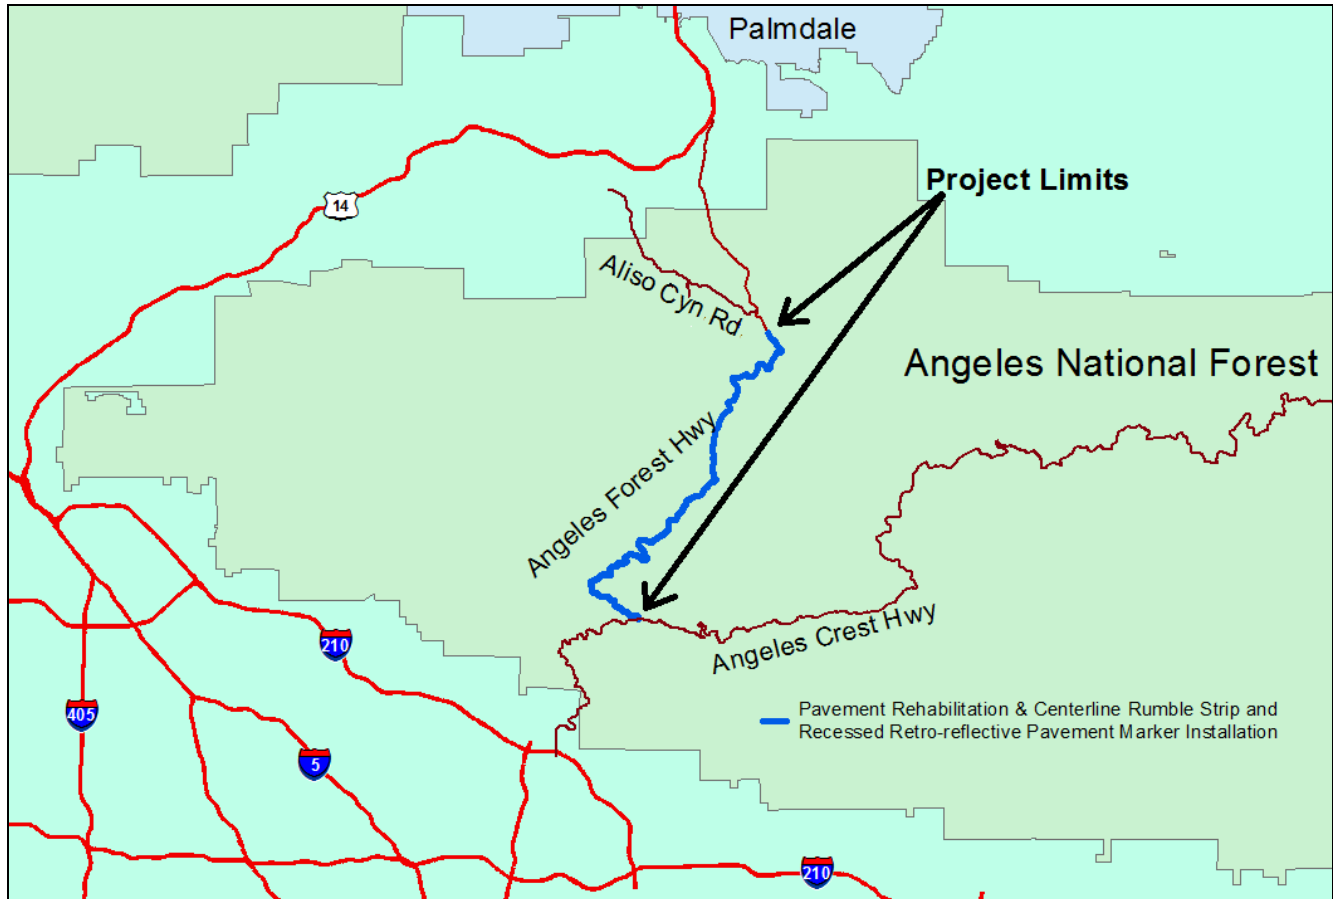 Palmdale
Project Limits
14
Aliso Cyn. Rd.
Angeles National Forest
Angeles Forest Hwy
Angeles Crest Hwy
210
405
5
Pavement Rehabilitation & Centerline Rumble Strip and
Recessed Retro-reflective Pavement Marker Installation
210